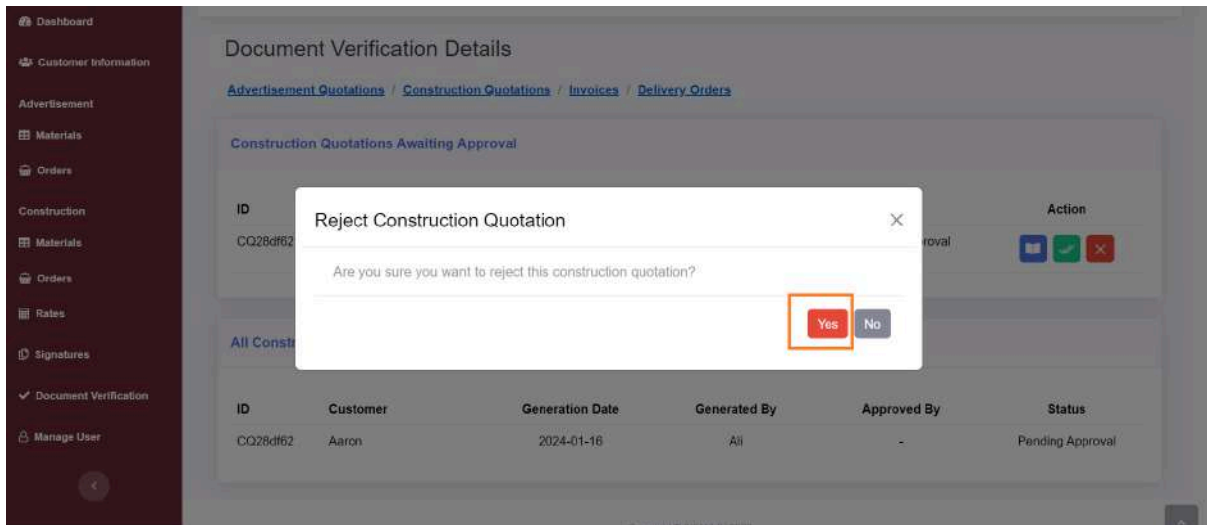 Dashboard
Customer Information
Advertisement
Materials
Orders
Construction
Materials
Orders
Rates
Signatures
Document Verification
Manage User
Document Verification Details
Advertisement Quotations / Construction Quotations / Invoices / Delivery Orders
Construction Quotations Awaiting Approval
ID Action
CQ28df62 roval
Reject Construction Quotation
Are you sure you want to reject this construction quotation?
Yes No
All Constr
ID Customer Generation Date Generated By Approved By Status
CQ28df62 Aaron 2024-01-16 Ali - Pending Approval